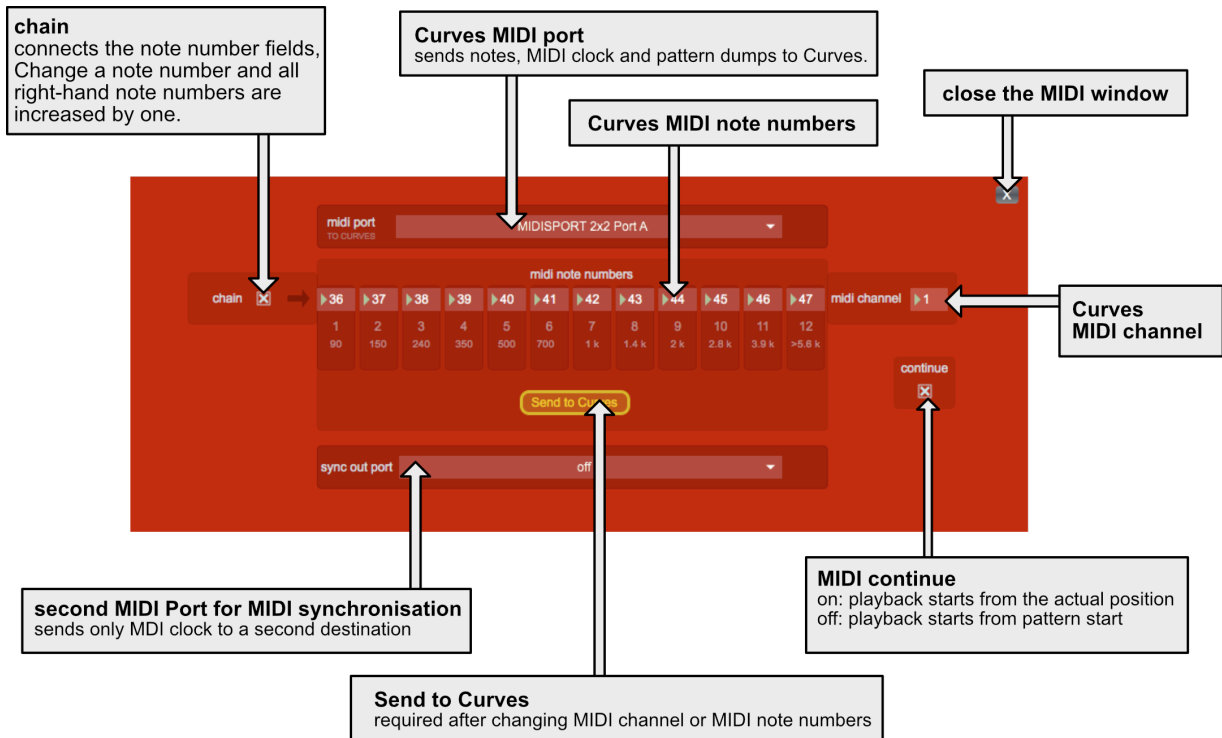 chain
connects the note number fields,
Change a note number and all
right-hand note numbers are
increased by one.
Curves MIDI port
sends notes, MIDI clock and pattern dumps to Curves.
close the MIDI window
Curves MIDI note numbers
X
midi port
TO CURVES
MIDISPORT 2x2 Port A
midi note numbers
chain
36 37 38 39 40 41 42 43 44 45 46 47
midi channel 1
1 2 3 4 5 6 7 8 9 10 11 12
90 150 240 350 500 700 1 k 1.4 k 2 k 2.8 k 3.9 k >5.6 k
Curves
MIDI channel
continue
Send to Curves
sync out port off
second MIDI Port for MIDI synchronisation
sends only MDI clock to a second destination
MIDI continue
on: playback starts from the actual position
off: playback starts from pattern start
Send to Curves
required after changing MIDI channel or MIDI note numbers